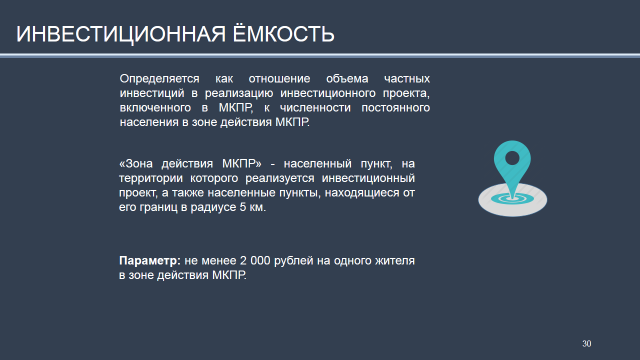 ИНВЕСТИЦИОННАЯ ЁМКОСТЬ
Определяется как отношение объема частных
инвестиций в реализацию инвестиционного проекта,
включенного в МКПР, к численности постоянного
населения в зоне действия МКПР.
«Зона действия МКПР» - населенный пункт, на
территории которого реализуется инвестиционный
проект, а также населенные пункты, находящиеся от
его границ в радиусе 5 км.
Параметр: не менее 2 000 рублей на одного жителя
в зоне действия МКПР.
30